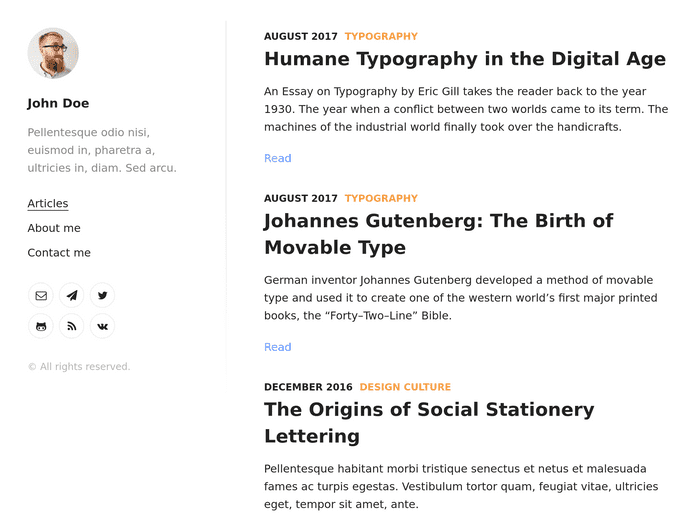 John Doe
Pellentesque odio nisi,
euismod in, pharetra a,
ultricies in, diam. Sed arcu.
Articles
About me
Contact me
© All rights reserved.
AUGUST 2017 TYPOGRAPHY
Humane Typography in the Digital Age
An Essay on Typography by Eric Gill takes the reader back to the year
1930. The year when a conflict between two worlds came to its term. The
machines of the industrial world finally took over the handicrafts.
Read
AUGUST 2017 TYPOGRAPHY
Johannes Gutenberg: The Birth of
Movable Type
German inventor Johannes Gutenberg developed a method of movable
type and used it to create one of the western world’s first major printed
books, the “Forty–Two–Line” Bible.
Read
DECEMBER 2016 DESIGN CULTURE
The Origins of Social Stationery
Lettering
Pellentesque habitant morbi tristique senectus et netus et malesuada
fames ac turpis egestas. Vestibulum tortor quam, feugiat vitae, ultricies
eget, tempor sit amet, ante.